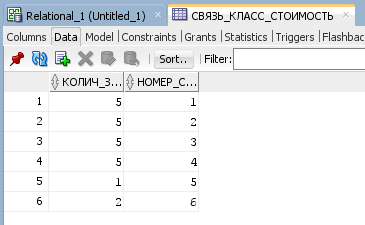 Relational_1 (Untitled_1) СВЯЗЬ_КЛАСС_СТОИМОСТЬ
Columns Data Model Constraints Grants Statistics Triggers Flashbac
Sort.. Filter:
КОЛИЧ_З... НОМЕР_С...
1 5 1
2 5 2
3 5 3
4 5 4
5 1 5
6 2 6